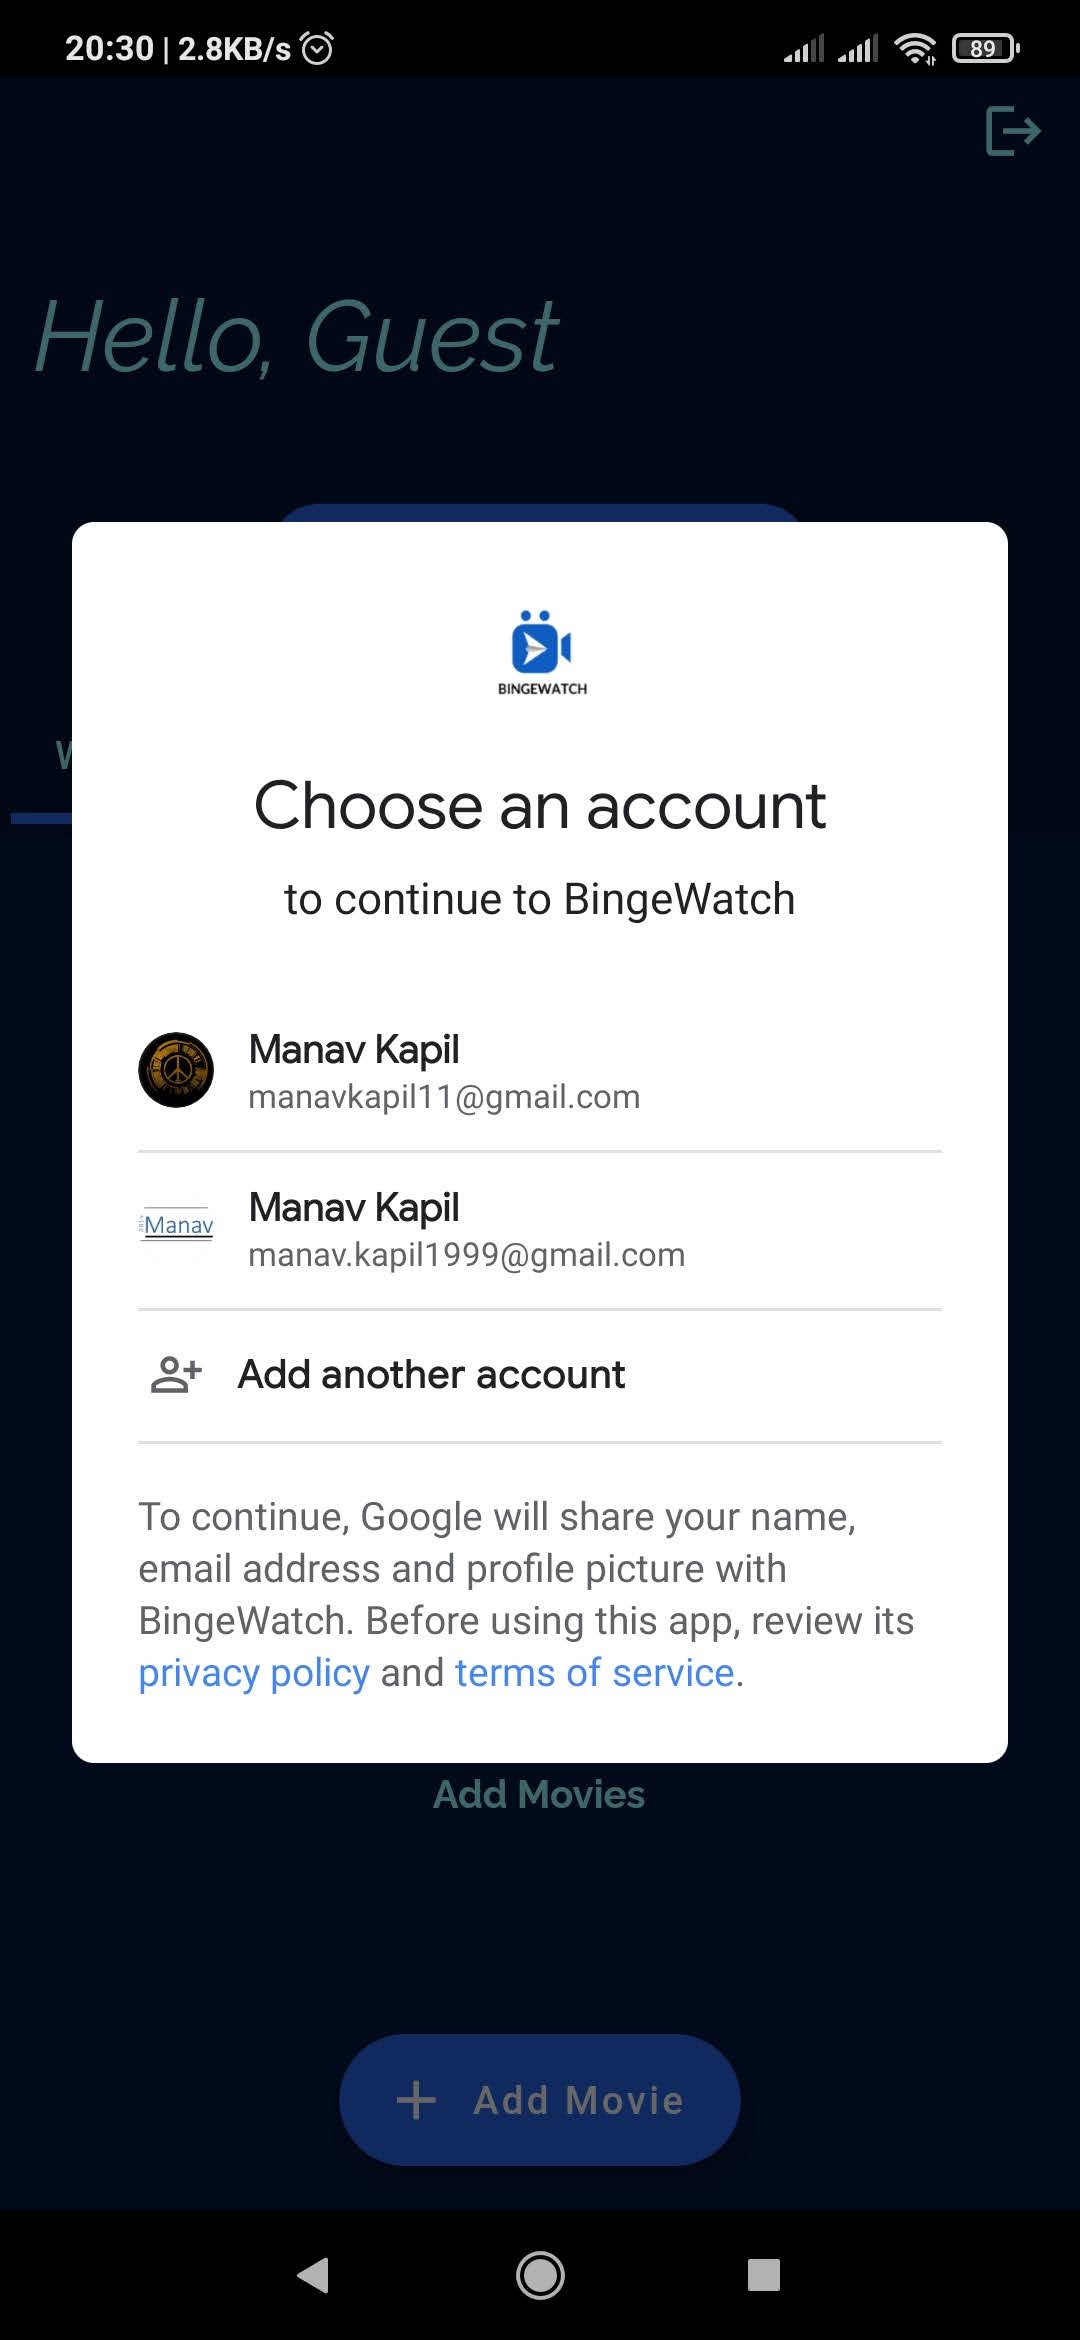 20:30 | 2.8KB/s
89
Hello, Guest
BINGEWATCH
Choose an account
to continue to BingeWatch
Manav Kapil
manavkapil11@gmail.com
Manav
Manav Kapil
manav.kapil1999@gmail.com
Add another account
To continue, Google will share your name,
email address and profile picture with
BingeWatch. Before using this app, review its
privacy policy and terms of service.
Add Movies
Add Movie